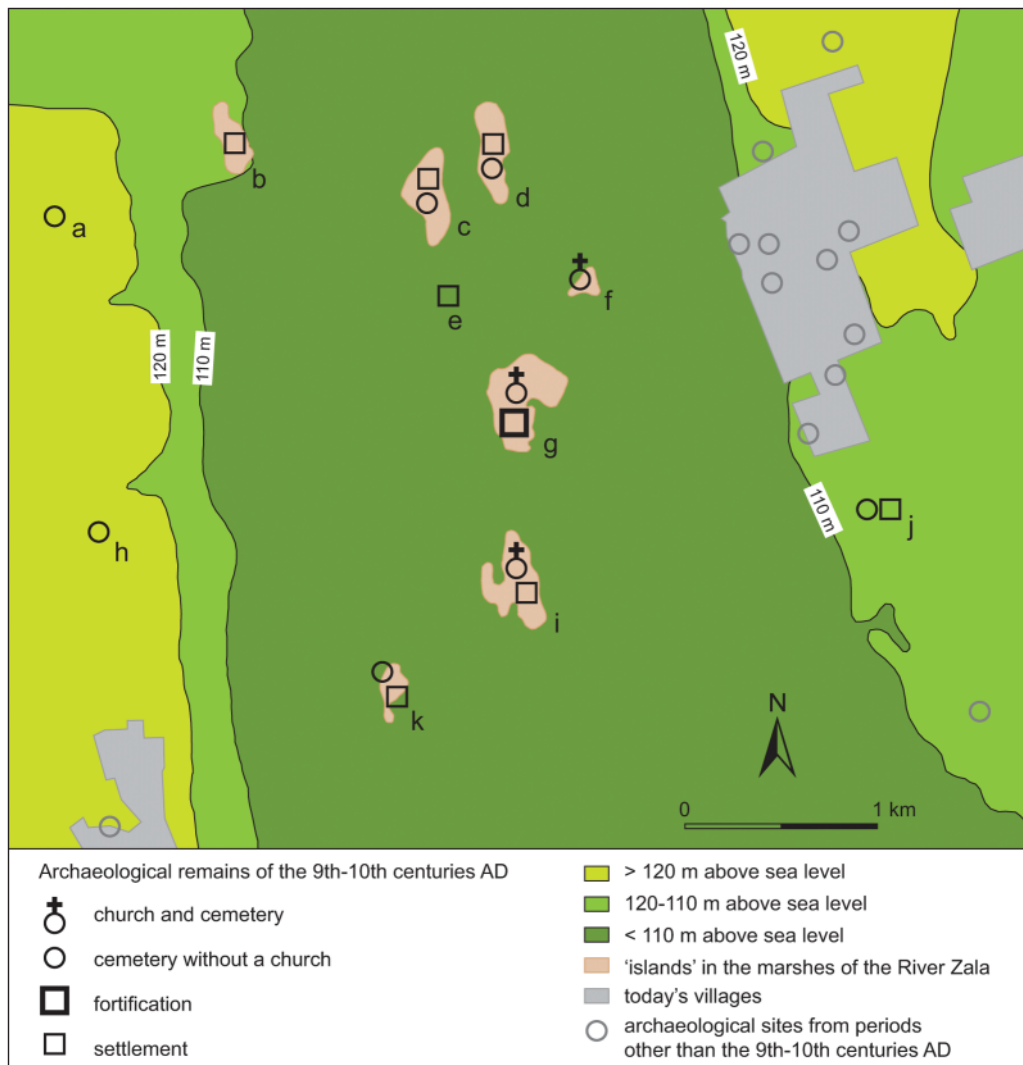 120 m
b
d
a
c
f
e
120 m
110 m
g
110 m
j
h
i
k
N
0 1 km
Archaeological remains of the 9th-10th centuries AD
church and cemetery
cemetery without a church
fortification
settlement
> 120 m above sea level
120-110 m above sea level
< 110 m above sea level
‘islands’ in the marshes of the River Zala
today’s villages
archaeological sites from periods
other than the 9th-10th centuries AD